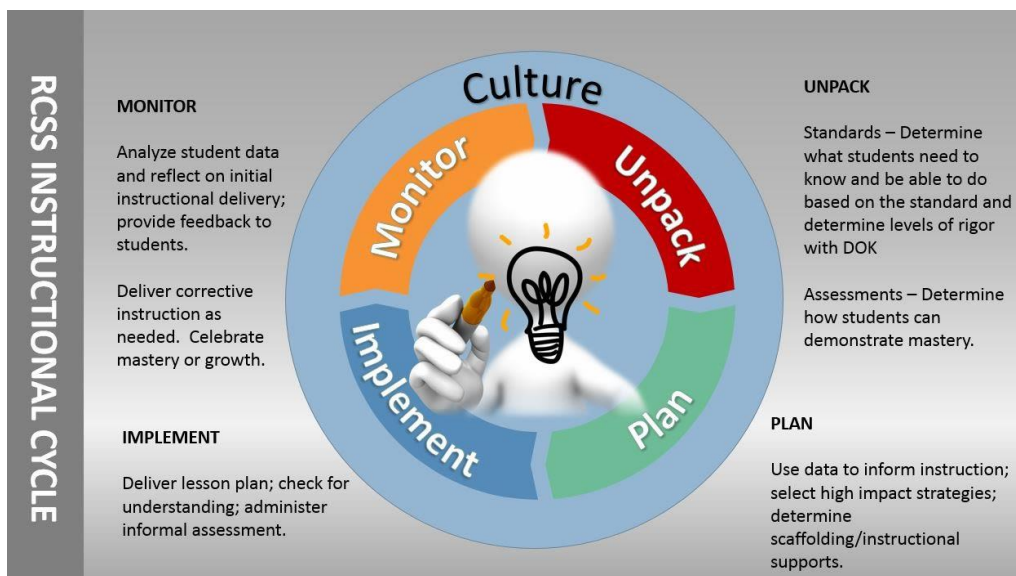 RCSS INSTRUCTIONAL CYCLE
MONITOR
Analyze student data
and reflect on initial
instructional delivery;
provide feedback to
students.
Deliver corrective
instruction as
needed.  Celebrate
mastery or growth.
IMPLEMENT
Deliver lesson plan; check for
understanding; administer
informal assessment.
Culture
Monitor
Unpack
Implement
Plan
UNPACK
Standards – Determine
what students need to
know and be able to do
based on the standard and
determine levels of rigor
with DOK
Assessments – Determine
how students can
demonstrate mastery.
PLAN
Use data to inform instruction;
select high impact strategies;
determine
scaffolding/instructional
supports.